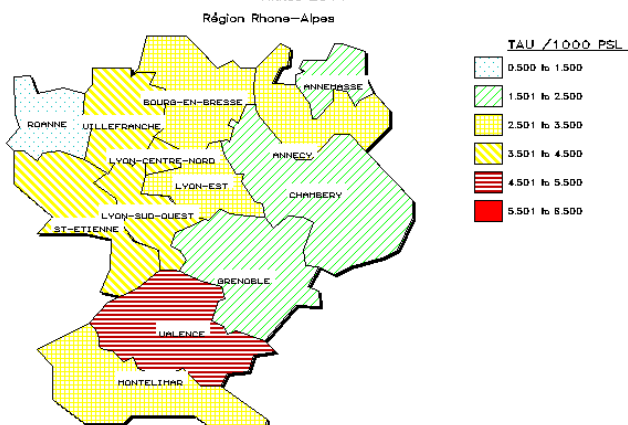 Région Rhone-Alpes
TAU /1000 PSL
0.500 to 1.500
1.501 to 2.500
2.501 to 3.500
3.501 to 4.500
4.501 to 5.500
5.501 to 6.500
ANNEMASSE
BOURG-EN-BRESSE
ROANNE
VILLEFRANCHE
ANNECY
LYON-CENTRE-NORD
LYON-EST
CHAMBERY
LYON-SUD-OUEST
ST-ETIENNE
GRENOBLE
VALENCE
MONTELIMAR